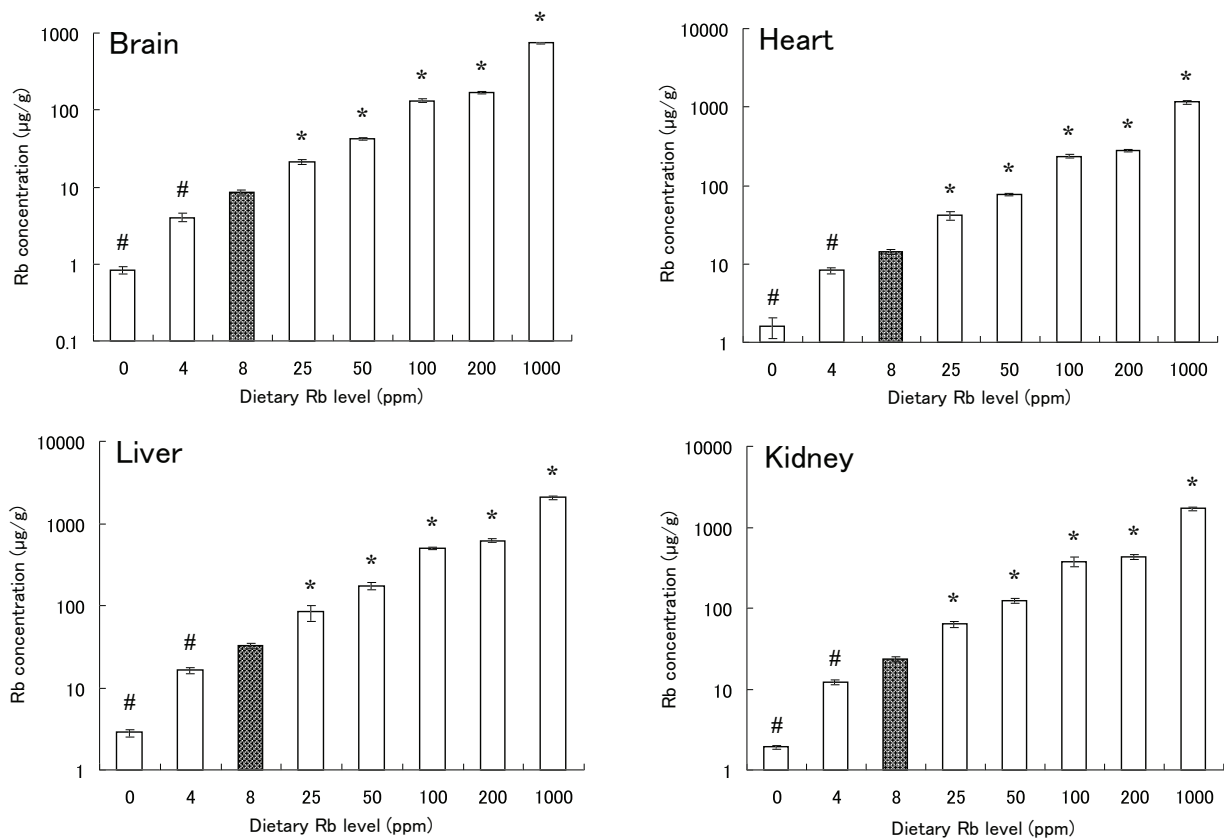 Brain
Rb concentration (μg/g)
1000
100
10
1
0.1
# # * * * * *
0 4 8 25 50 100 200 1000
Dietary Rb level (ppm)
Heart
Rb concentration (μg/g)
10000
1000
100
10
1
# # * * * * *
0 4 8 25 50 100 200 1000
Dietary Rb level (ppm)
Liver
Rb concentration (μg/g)
10000
1000
100
10
1
# # * * * * *
0 4 8 25 50 100 200 1000
Dietary Rb level (ppm)
Kidney
Rb concentration (μg/g)
10000
1000
100
10
1
# # * * * * *
0 4 8 25 50 100 200 1000
Dietary Rb level (ppm)